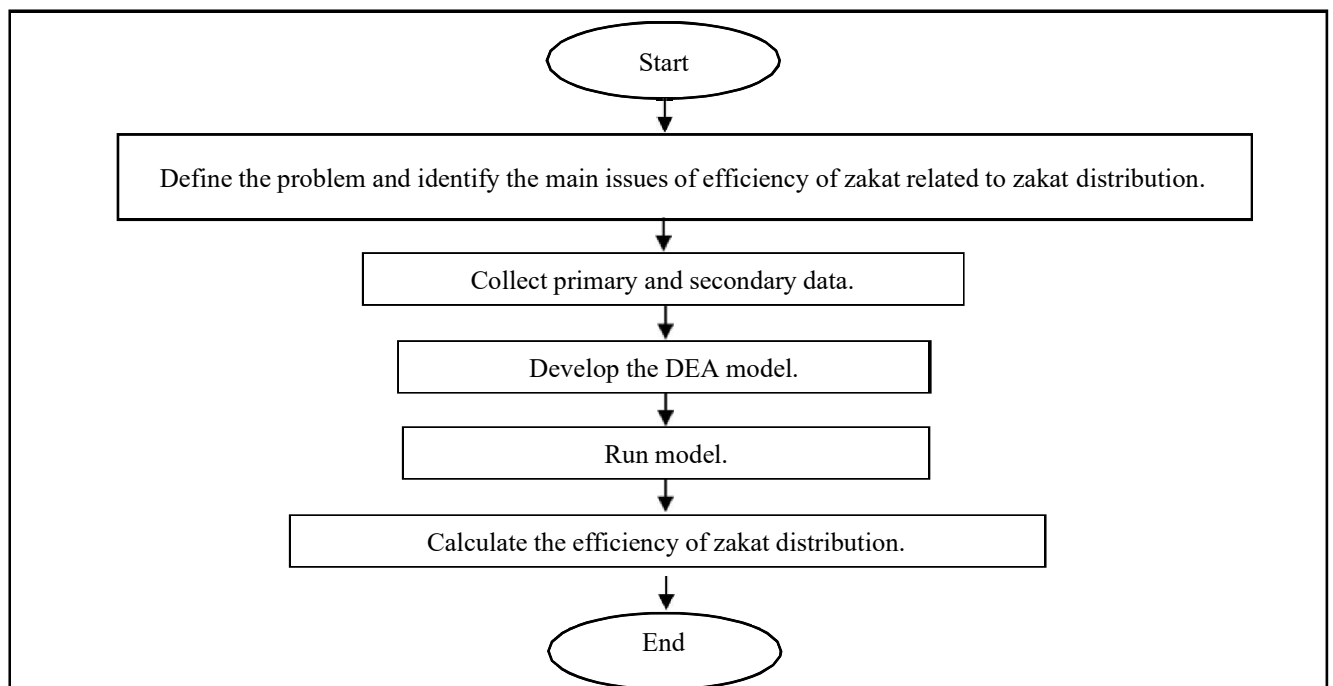 Start
Define the problem and identify the main issues of efficiency of zakat related to zakat distribution.
Collect primary and secondary data.
Develop the DEA model.
Run model.
Calculate the efficiency of zakat distribution.
End